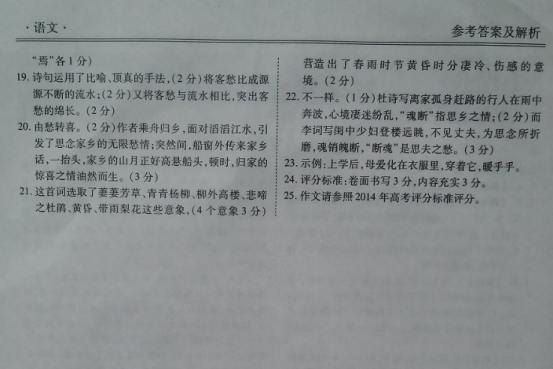 ·语文·
参考答案及解析
“焉”各1分)
19. 诗句运用了比喻、顶真的手法,(2分)将客愁比成源
源不断的流水;(2分)又将客愁与流水相比,突出客
愁的绵长。(2分)
20. 由愁转喜。(2分)作者乘舟归乡,面对滔滔江水,引
发了思念家乡的无限愁情;突然间,船窗外传来家乡
话,一抬头,家乡的山月正好高悬船头,顿时,归家的
惊喜之情油然而生。(3分)
21. 这首词选取了萋萋芳草、青青杨柳、柳外高楼、悲啼
之杜鹃、黄昏、带雨梨花这些意象,(4个意象3分)
营造出了春雨时节黄昏时分凄冷、伤感的意
境。(2分)
22. 不一样。(1分)杜诗写离家孤身赶路的行人在雨中
奔波,心境凄迷纷乱,“魂断”指思乡之情;(2分)而
李词写闺中少妇登楼远眺,不见丈夫,为思念所折
磨,魂销魄断,“断魂”是思夫之愁。(3分)
23. 示例:上学后,母爱化在衣服里,穿着它,暖乎乎。
24. 评分标准:卷面书写3分,内容充实3分。
25. 作文请参照2014年高考评分标准评分。